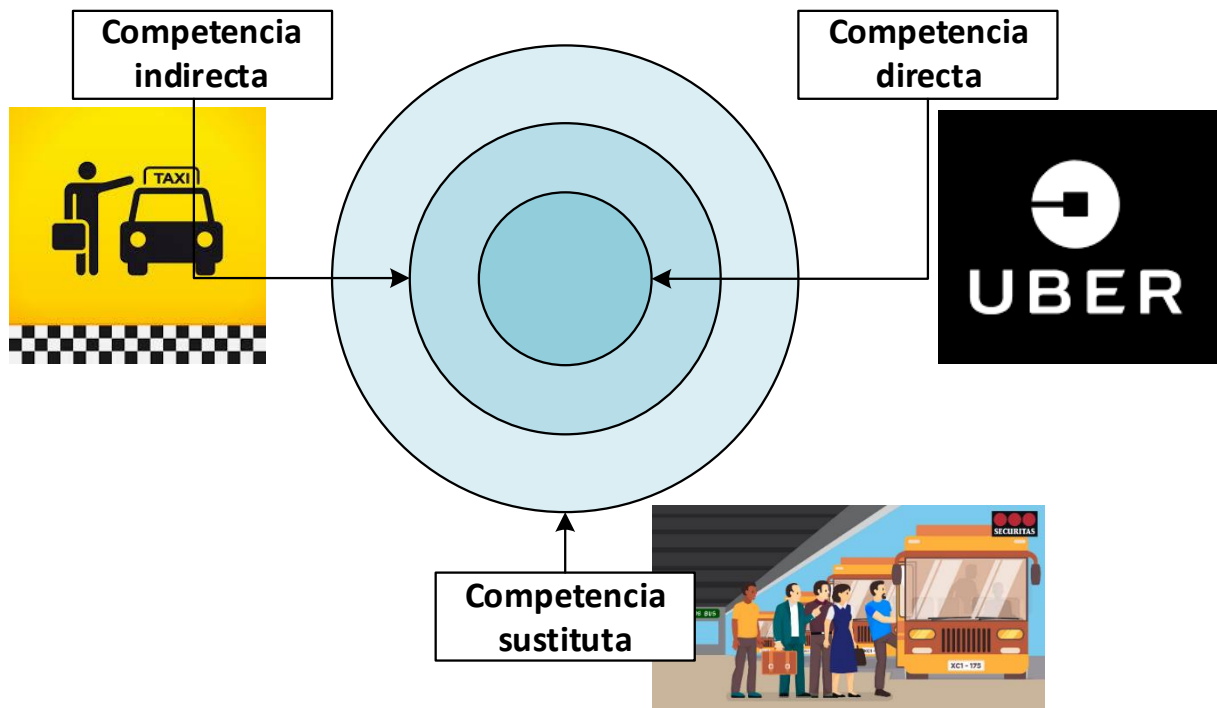 Competencia
indirecta
Competencia
directa
TAXI
UBER
SECURITAS
Competencia
sustituta
XC1 - 175